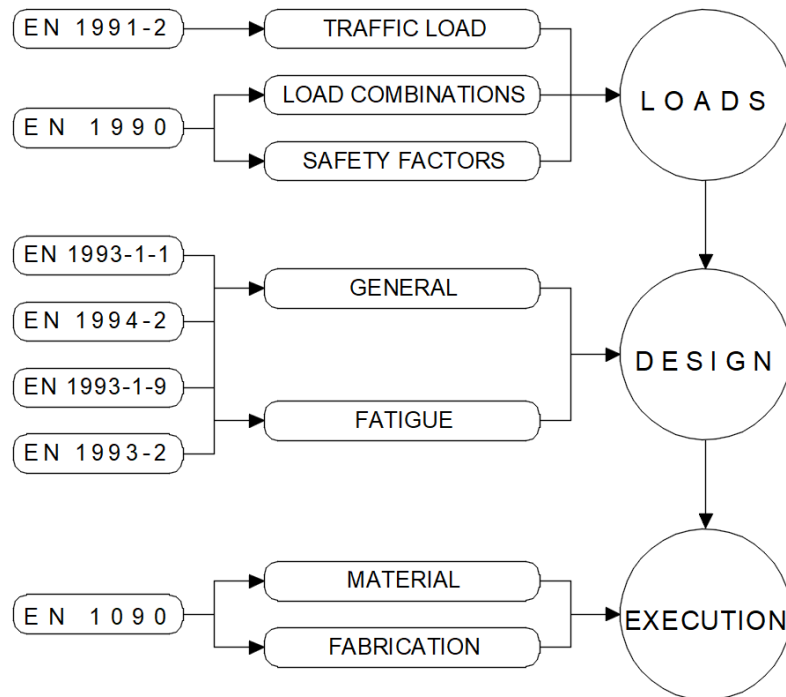 EN 1991-2
TRAFFIC LOAD
LOAD COMBINATIONS
LOADS
EN 1990
SAFETY FACTORS
EN 1993-1-1
GENERAL
EN 1994-2
DESIGN
EN 1993-1-9
FATIGUE
EN 1993-2
MATERIAL
EN 1090
EXECUTION
FABRICATION